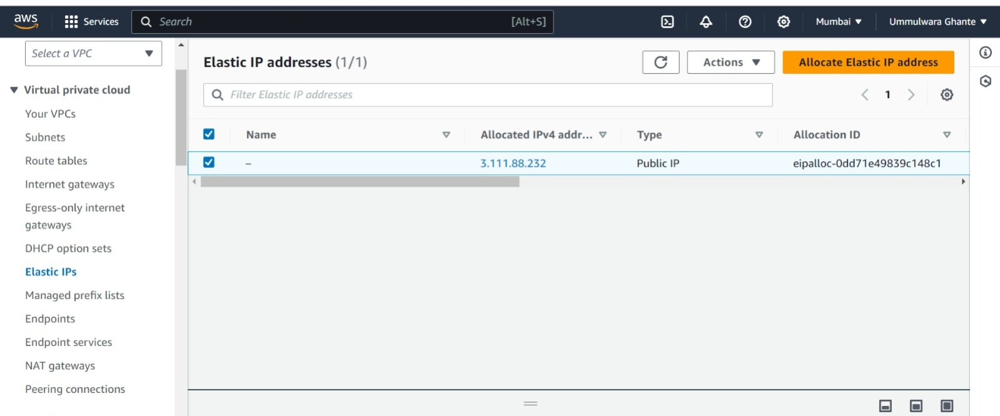 aws Services Search [Alt+S] Mumbai ▼ Ummulwara Ghante ▼
Select a VPC ▼
Virtual private cloud
Your VPCs
Subnets
Route tables
Internet gateways
Egress-only internet
gateways
DHCP option sets
Elastic IPs
Managed prefix lists
Endpoints
Endpoint services
NAT gateways
Peering connections
Elastic IP addresses (1/1)
Actions ▼ Allocate Elastic IP address
Filter Elastic IP addresses
1
Name Allocated IPv4 addr... Type Allocation ID
– 3.111.88.232 Public IP eipalloc-0dd71e49839c148c1